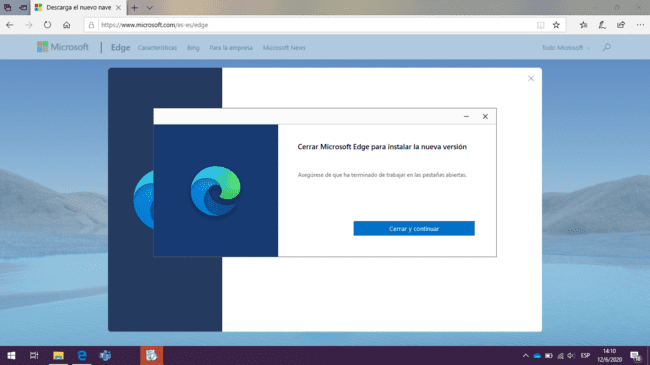 Descarga el nuevo nave
https://www.microsoft.com/es-es/edge
Microsoft | Edge Características Bing Para la empresa Microsoft News Todo Microsoft
Cerrar Microsoft Edge para instalar la nueva versión
Asegúrese de que ha terminado de trabajar en las pestañas abiertas.
Cerrar y continuar
ESP
14:10
12/6/2020